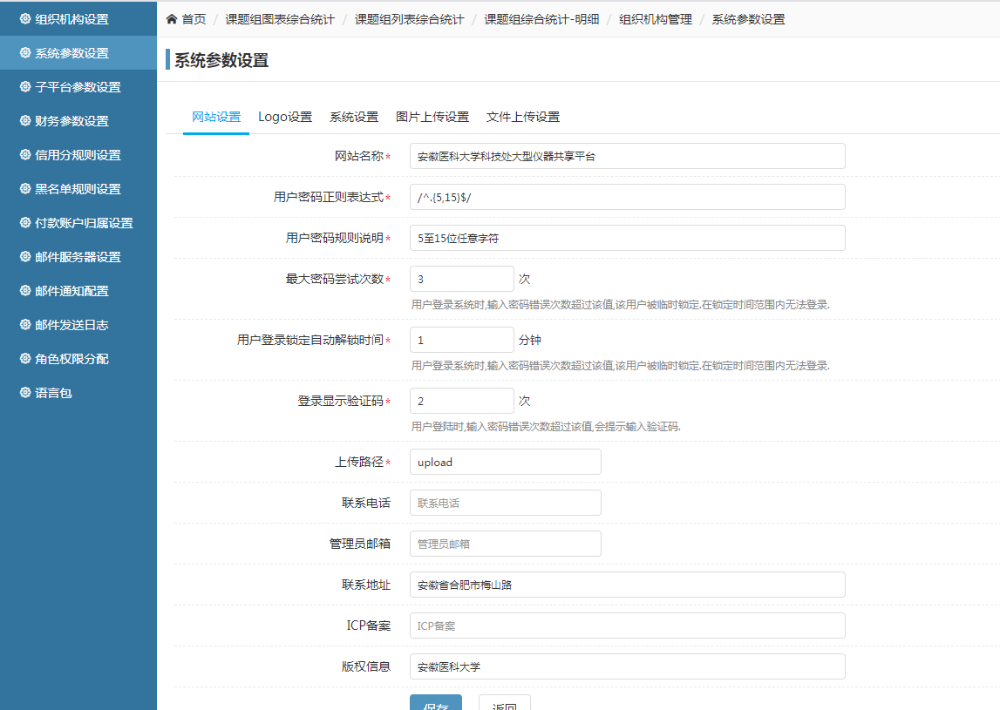 组织机构设置
系统参数设置
子平台参数设置
财务参数设置
信用分规则设置
黑名单规则设置
付款账户归属设置
邮件服务器设置
邮件通知配置
邮件发送日志
角色权限分配
语言包
首页 / 课题组图表综合统计 / 课题组列表综合统计 / 课题组综合统计-明细 / 组织机构管理 / 系统参数设置
系统参数设置
网站设置 Logo设置 系统设置 图片上传设置 文件上传设置
网站名称* 安徽医科大学科技处大型仪器共享平台
用户密码正则表达式* /^.{5,15}$/
用户密码规则说明* 5至15位任意字符
最大密码尝试次数* 3 次
用户登录系统时,输入密码错误次数超过该值,该用户被临时锁定.在锁定时间范围内无法登录.
用户登录锁定自动解锁时间* 1 分钟
用户登录系统时,输入密码错误次数超过该值,该用户被临时锁定.在锁定时间范围内无法登录.
登录显示验证码* 2 次
用户登陆时,输入密码错误次数超过该值,会提示输入验证码.
上传路径* upload
联系电话 联系电话
管理员邮箱 管理员邮箱
联系地址 安徽省合肥市梅山路
ICP备案 ICP备案
版权信息 安徽医科大学
保存 返回